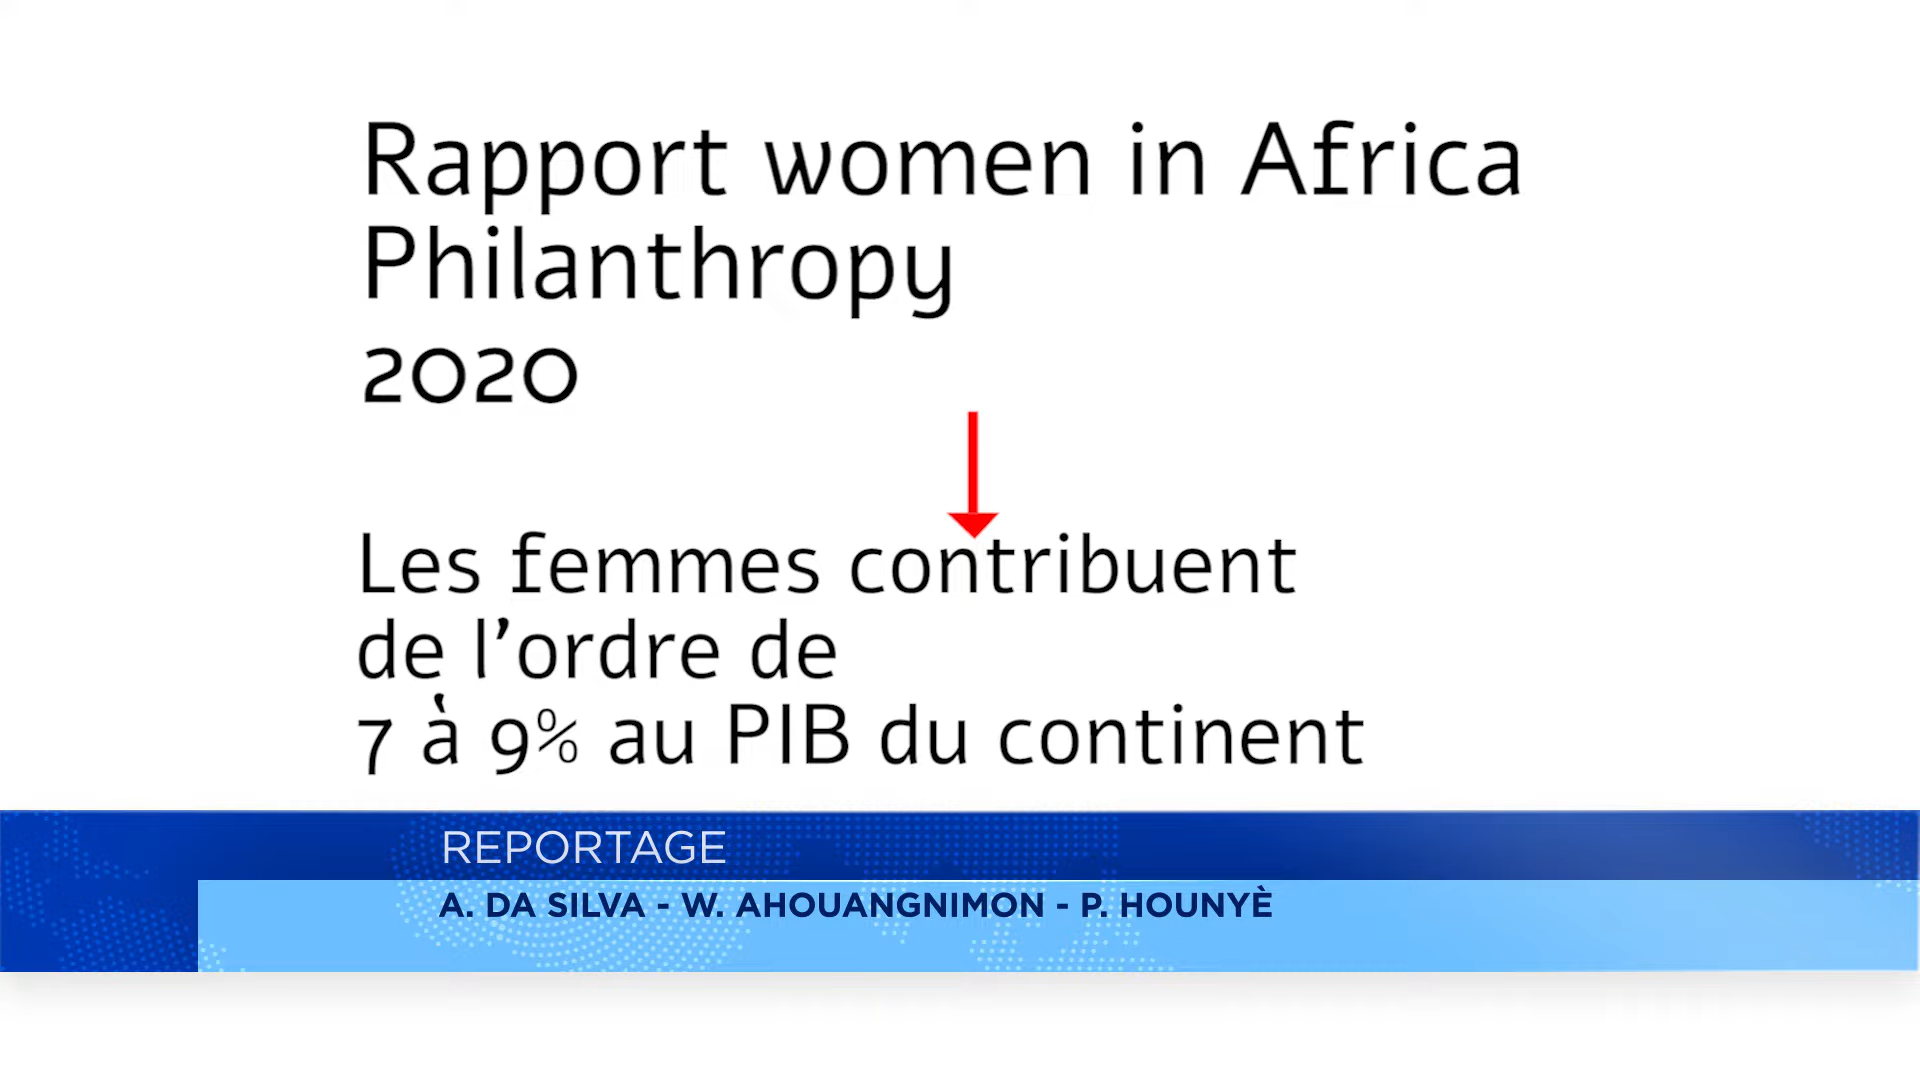 Rapport women in Africa
Philanthropy
2020
Les femmes contribuent
de l’ordre de
7 à 9% au PIB du continent
REPORTAGE
A. DA SILVA - W. AHOUANGNIMON - P. HOUNYÈ